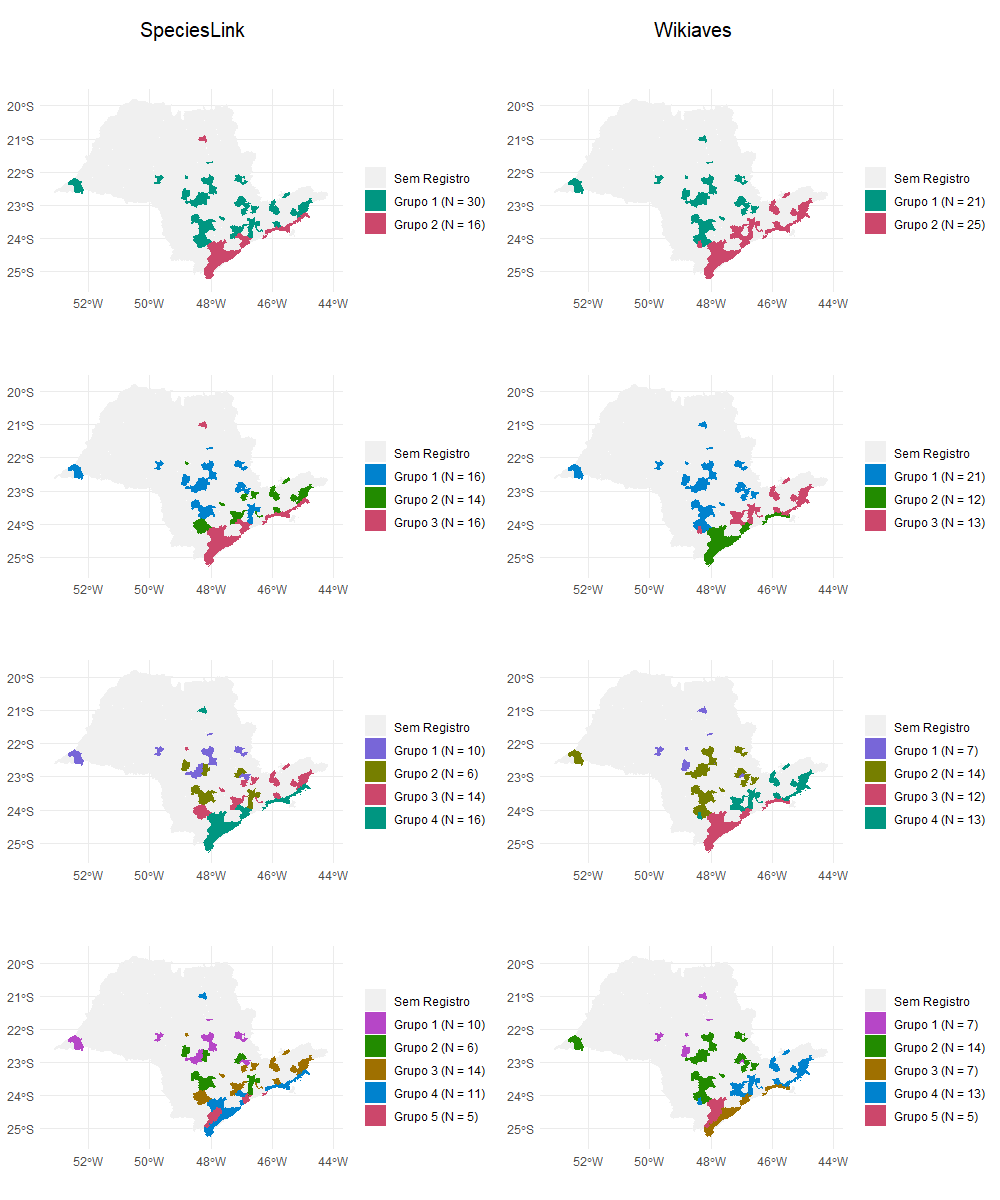 SpeciesLink
Wikiaves
20°S
21°S
22°S
23°S
24°S
25°S
52°W 50°W 48°W 46°W 44°W
Sem Registro
Grupo 1 (N = 30)
Grupo 2 (N = 16)
20°S
21°S
22°S
23°S
24°S
25°S
52°W 50°W 48°W 46°W 44°W
Sem Registro
Grupo 1 (N = 21)
Grupo 2 (N = 25)
20°S
21°S
22°S
23°S
24°S
25°S
52°W 50°W 48°W 46°W 44°W
Sem Registro
Grupo 1 (N = 16)
Grupo 2 (N = 14)
Grupo 3 (N = 16)
20°S
21°S
22°S
23°S
24°S
25°S
52°W 50°W 48°W 46°W 44°W
Sem Registro
Grupo 1 (N = 21)
Grupo 2 (N = 12)
Grupo 3 (N = 13)
20°S
21°S
22°S
23°S
24°S
25°S
52°W 50°W 48°W 46°W 44°W
Sem Registro
Grupo 1 (N = 10)
Grupo 2 (N = 6)
Grupo 3 (N = 14)
Grupo 4 (N = 16)
20°S
21°S
22°S
23°S
24°S
25°S
52°W 50°W 48°W 46°W 44°W
Sem Registro
Grupo 1 (N = 7)
Grupo 2 (N = 14)
Grupo 3 (N = 12)
Grupo 4 (N = 13)
20°S
21°S
22°S
23°S
24°S
25°S
52°W 50°W 48°W 46°W 44°W
Sem Registro
Grupo 1 (N = 10)
Grupo 2 (N = 6)
Grupo 3 (N = 14)
Grupo 4 (N = 11)
Grupo 5 (N = 5)
20°S
21°S
22°S
23°S
24°S
25°S
52°W 50°W 48°W 46°W 44°W
Sem Registro
Grupo 1 (N = 7)
Grupo 2 (N = 14)
Grupo 3 (N = 7)
Grupo 4 (N = 13)
Grupo 5 (N = 5)